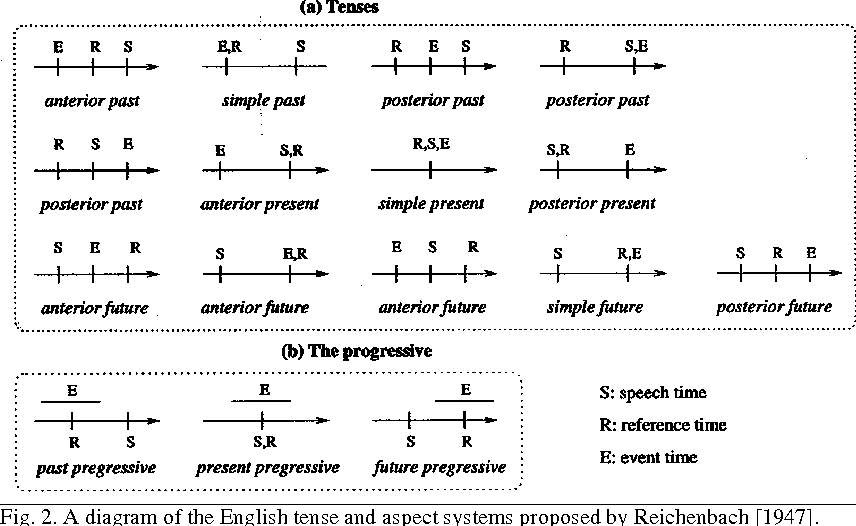 (a) Tenses
E R S E,R S R E S R S,E
anterior past simple past posterior past posterior past
R S E E S,R R,S,E S,R E
posterior past anterior present simple present posterior present
S E R S E,R E S R S R,E S R E
anterior future anterior future anterior future simple future posterior future
(b) The progressive
E E E
R S S,R S R
past pregressive present pregressive future pregressive
S: speech time
R: reference time
E: event time
Fig. 2. A diagram of the English tense and aspect systems proposed by Reichenbach [1947].